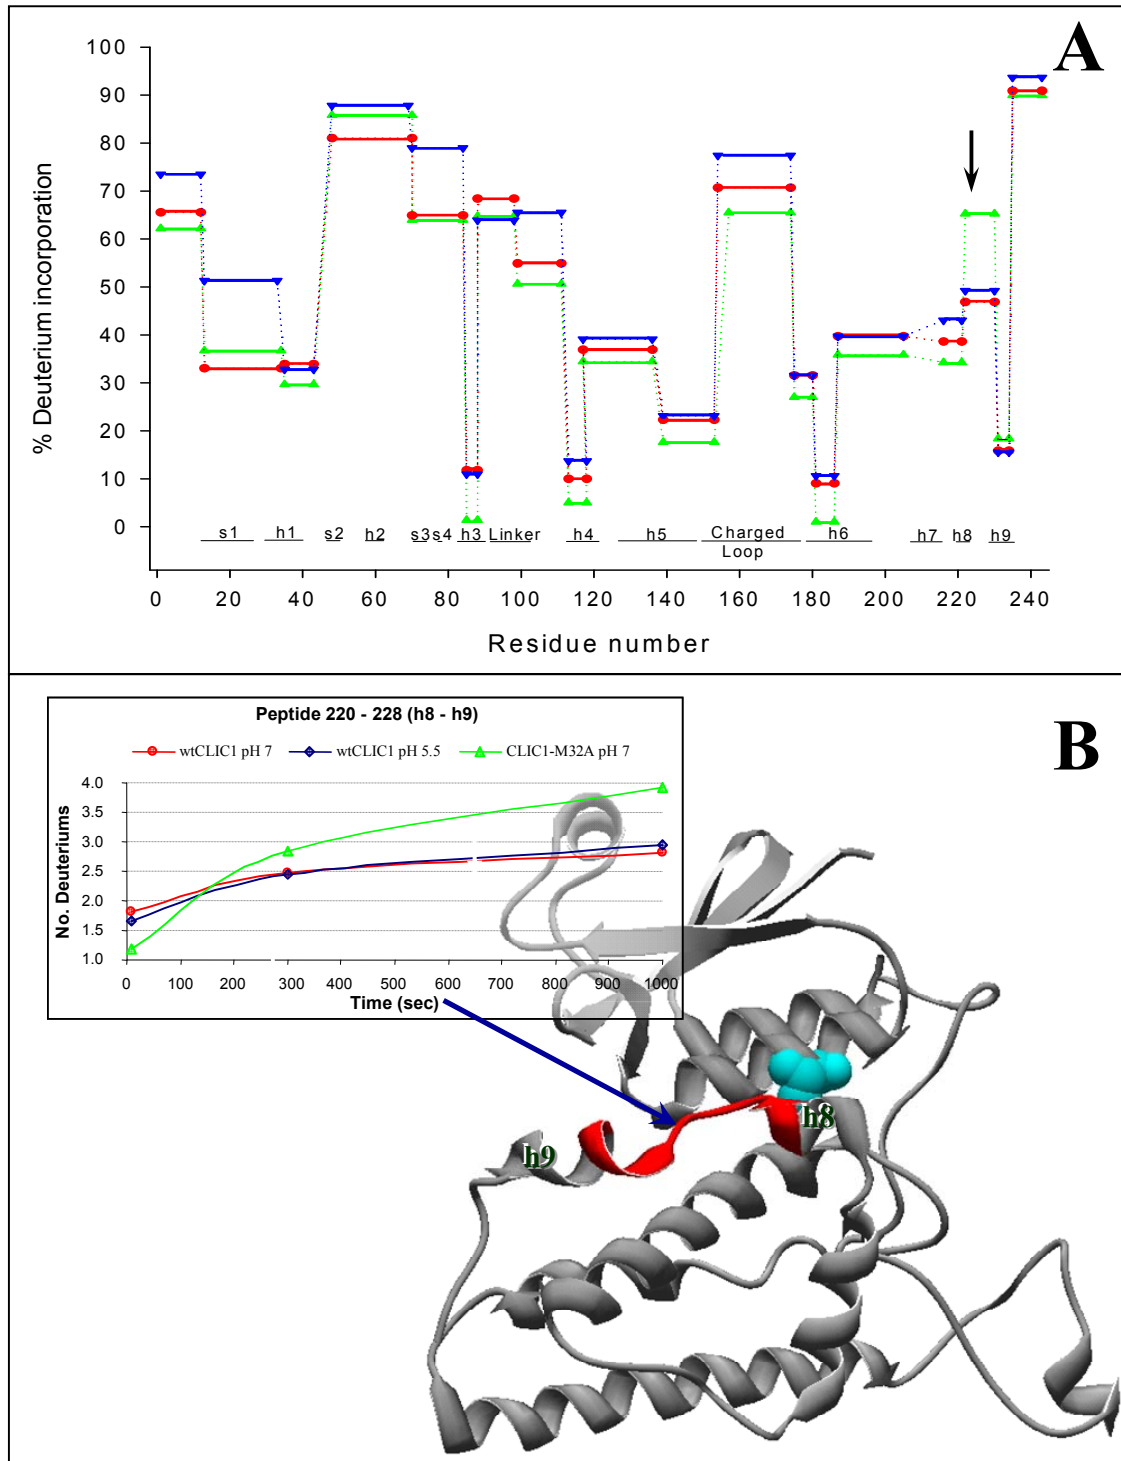 A
100
90
80
70
60
50
40
30
20
10
0
% Deuterium incorporation
s1 h1 s2 h2 s3 s4 h3 Linker h4 h5 Charged Loop h6 h7 h8 h9
0 20 40 60 80 100 120 140 160 180 200 220 240
Residue number
B
Peptide 220 - 228 (h8 - h9)
wtCLIC1 pH 7 wtCLIC1 pH 5.5 CLIC1-M32A pH 7
4.0
3.5
3.0
2.5
2.0
1.5
1.0
No. Deuteriums
0 100 200 300 400 500 600 700 800 900 1000
Time (sec)
h8
h9